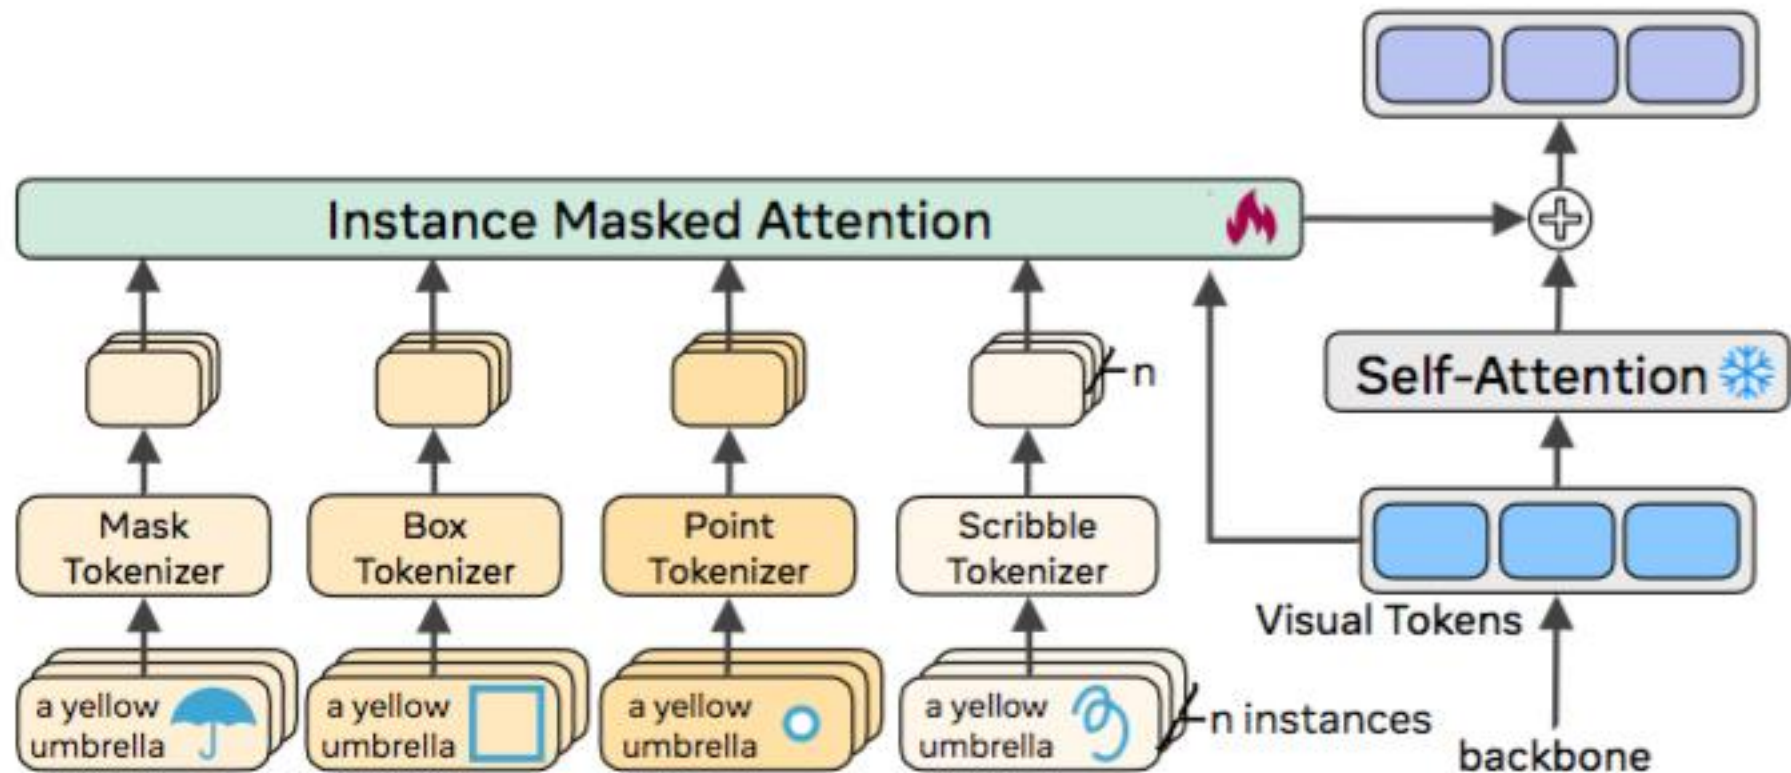 Instance Masked Attention
n
Self-Attention
Mask
Tokenizer
Box
Tokenizer
Point
Tokenizer
Scribble
Tokenizer
Visual Tokens
a yellow
umbrella
a yellow
umbrella
a yellow
umbrella
a yellow
umbrella
n instances
backbone